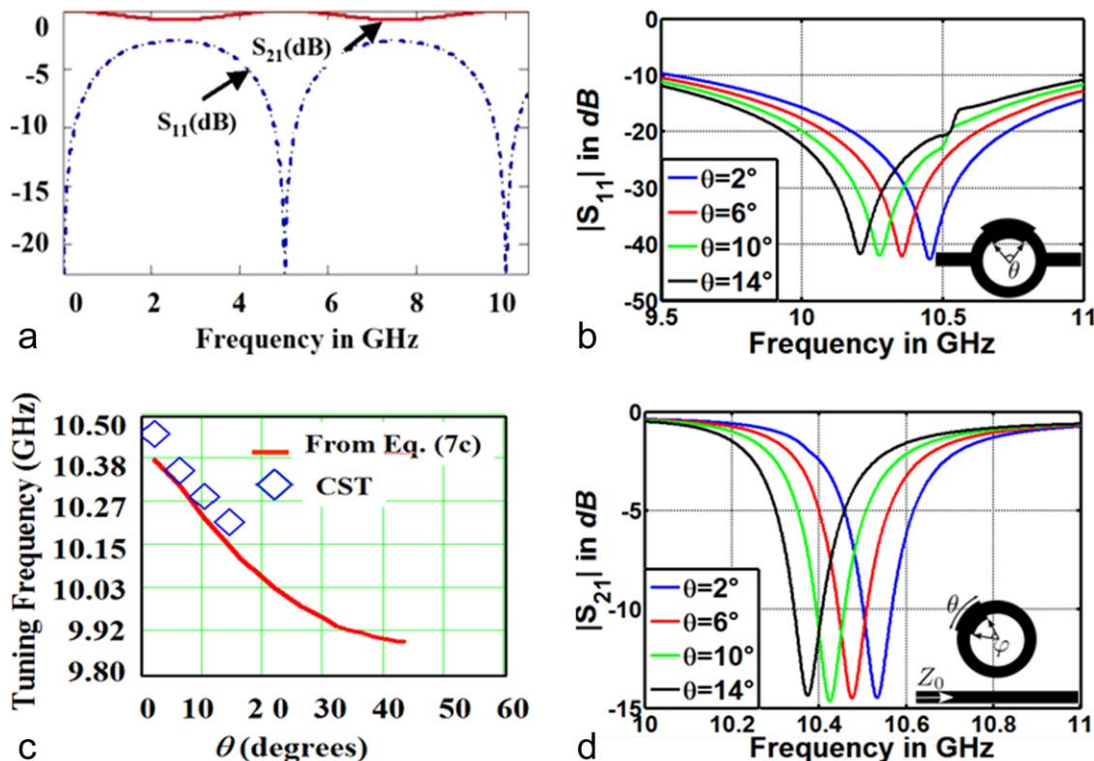 0
-5
-10
-15
-20
S21(dB)
S11(dB)
0 2 4 6 8 10
Frequency in GHz
a
0
-10
-20
-30
-40
-50
|S11| in dB
θ=2°
θ=6°
θ=10°
θ=14°
θ
9.5 10 10.5 11
Frequency in GHz
b
Tuning Frequency (GHz)
10.50
10.38
10.27
10.15
10.03
9.92
9.80
From Eq. (7c)
CST
0 10 2 0 30 40 50 60
θ (degrees)
c
0
-5
-10
-15
|S21| in dB
θ=2°
θ=6°
θ=10°
θ=14°
θ
φ
Z0
10 10.2 10.4 10.6 10.8 11
Frequency in GHz
d